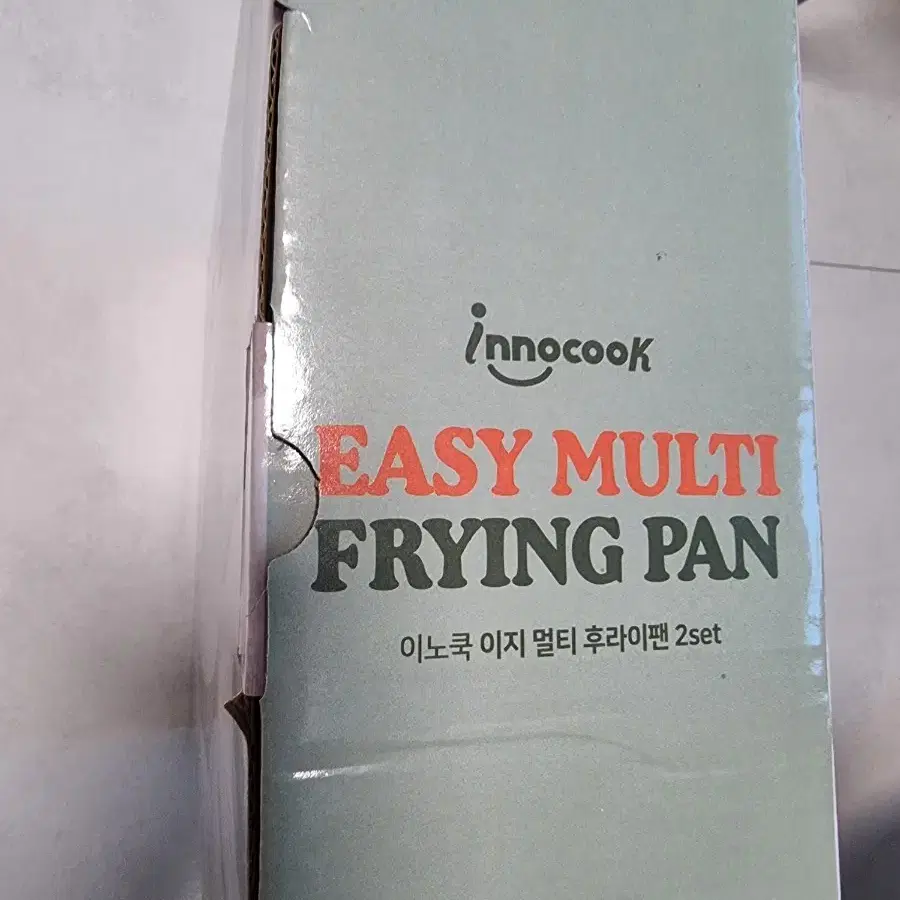 innocook
EASY MULTI
FRYING PAN
이노쿡 이지 멀티 후라이팬 2set